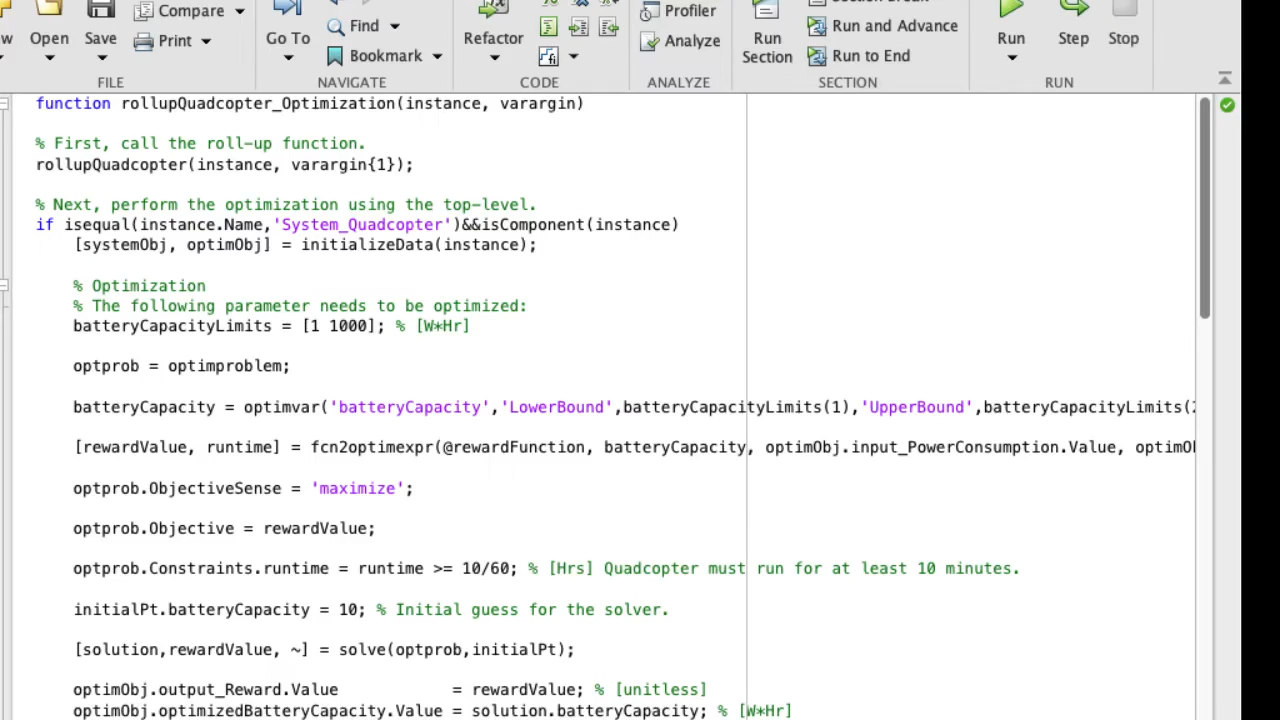 Open
Save
Compare
Print
FILE
Go To
Find
Bookmark
NAVIGATE
Refactor
CODE
Profiler
Analyze
ANALYZE
Run
Section
Run and Advance
Run to End
SECTION
Run
Step
Stop
RUN
function rollupQuadcopter_Optimization(instance, varargin)
% First, call the roll-up function.
rollupQuadcopter(instance, varargin{1});
% Next, perform the optimization using the top-level.
if isequal(instance.Name,'System_Quadcopter')&&isComponent(instance)
[systemObj, optimObj] = initializeData(instance);
% Optimization
% The following parameter needs to be optimized:
batteryCapacityLimits = [1 1000]; % [W*Hr]
optprob = optimproblem;
batteryCapacity = optimvar('batteryCapacity','LowerBound',batteryCapacityLimits(1),'UpperBound',batteryCapacityLimits(2
[rewardValue, runtime] = fcn2optimexpr(@rewardFunction, batteryCapacity, optimObj.input_PowerConsumption.Value, optimO
optprob.ObjectiveSense = 'maximize';
optprob.Objective = rewardValue;
optprob.Constraints.runtime = runtime >= 10/60; % [Hrs] Quadcopter must run for at least 10 minutes.
initialPt.batteryCapacity = 10; % Initial guess for the solver.
[solution,rewardValue, ~] = solve(optprob,initialPt);
optimObj.output_Reward.Value = rewardValue; % [unitless]
optimObj.optimizedBatteryCapacity.Value = solution.batteryCapacity; % [W*Hr]